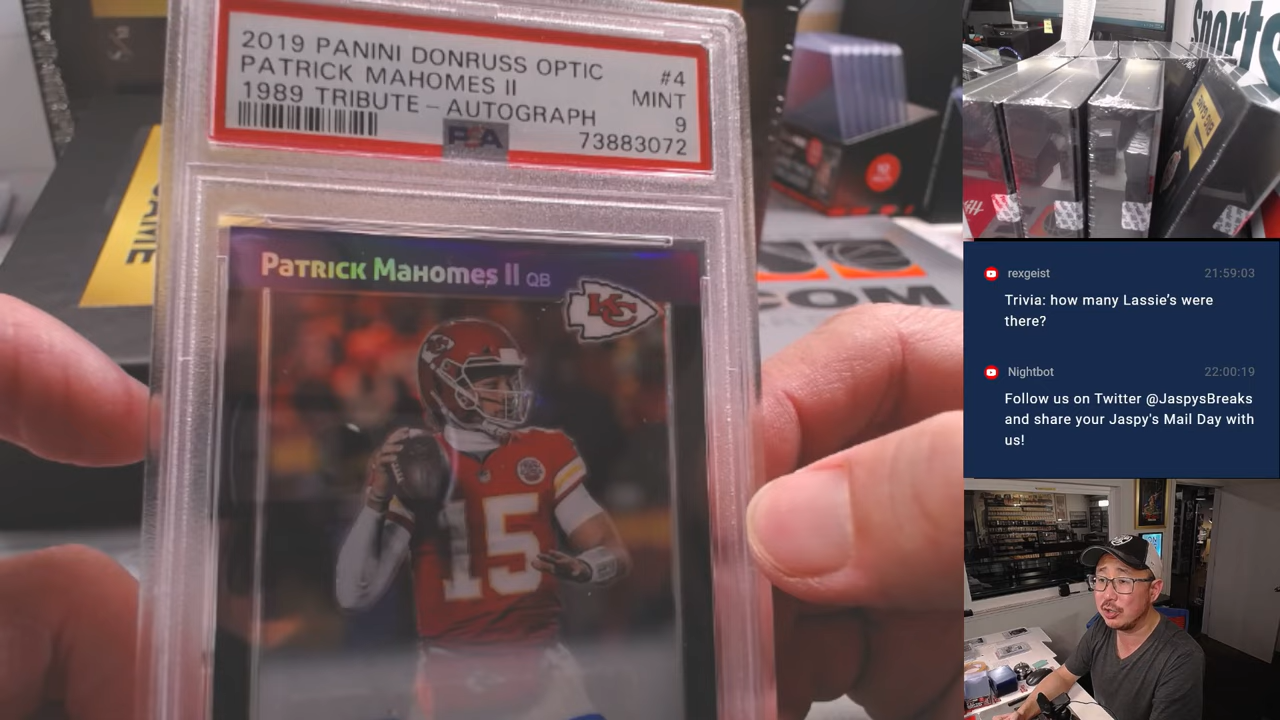 2019 PANINI DONRUSS OPTIC #4
PATRICK MAHOMES II MINT
1989 TRIBUTE – AUTOGRAPH 9
PSA 73883072
PATRICK MAHOMES II QB
KC
15
GAME
COM
Sports
rexgeist 21:59:03
Trivia: how many Lassie's were
there?
Nightbot 22:00:19
Follow us on Twitter @JaspysBreaks
and share your Jaspy's Mail Day with
us!